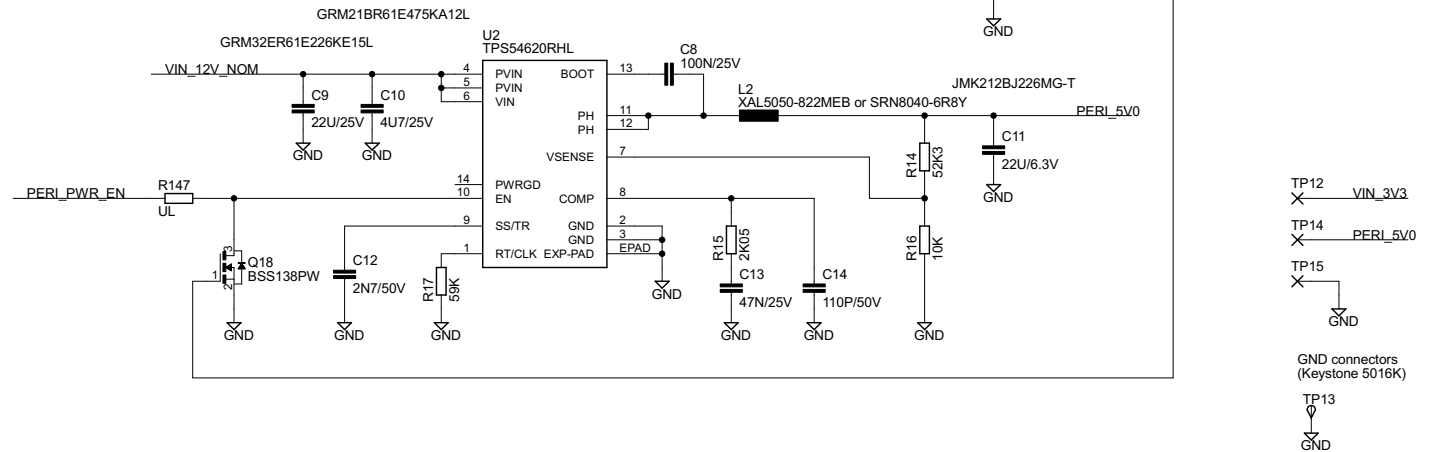 GRM21BR61E475KA12L
GND
GRM32ER61E226KE15L
U2
TPS54620RHL
C8
100N/25V
VIN_12V_NOM
4
PVIN
BOOT
13
JMK212BJ226MG-T
5
PVIN
L2
XAL5050-822MEB or SRN8040-6R8Y
6
VIN
C9
22U/25V
C10
4U7/25V
PH
11
PERI_5V0
PH
12
GND
GND
VSENSE
7
R14
52K3
C11
22U/6.3V
GND
PERI_PWR_EN
R147
UL
14
PWRGD
10
EN
COMP
8
9
SS/TR
GND
2
GND
3
1
RT/CLK
EXP-PAD
EPAD
R15
2K05
R16
10K
3
1
2
Q18
BSS138PW
C12
2N7/50V
R17
59K
GND
C13
47N/25V
C14
110P/50V
GND
GND
GND
GND
GND
GND
TP12
VIN_3V3
TP14
PERI_5V0
TP15
GND
GND connectors
(Keystone 5016K)
TP13
GND